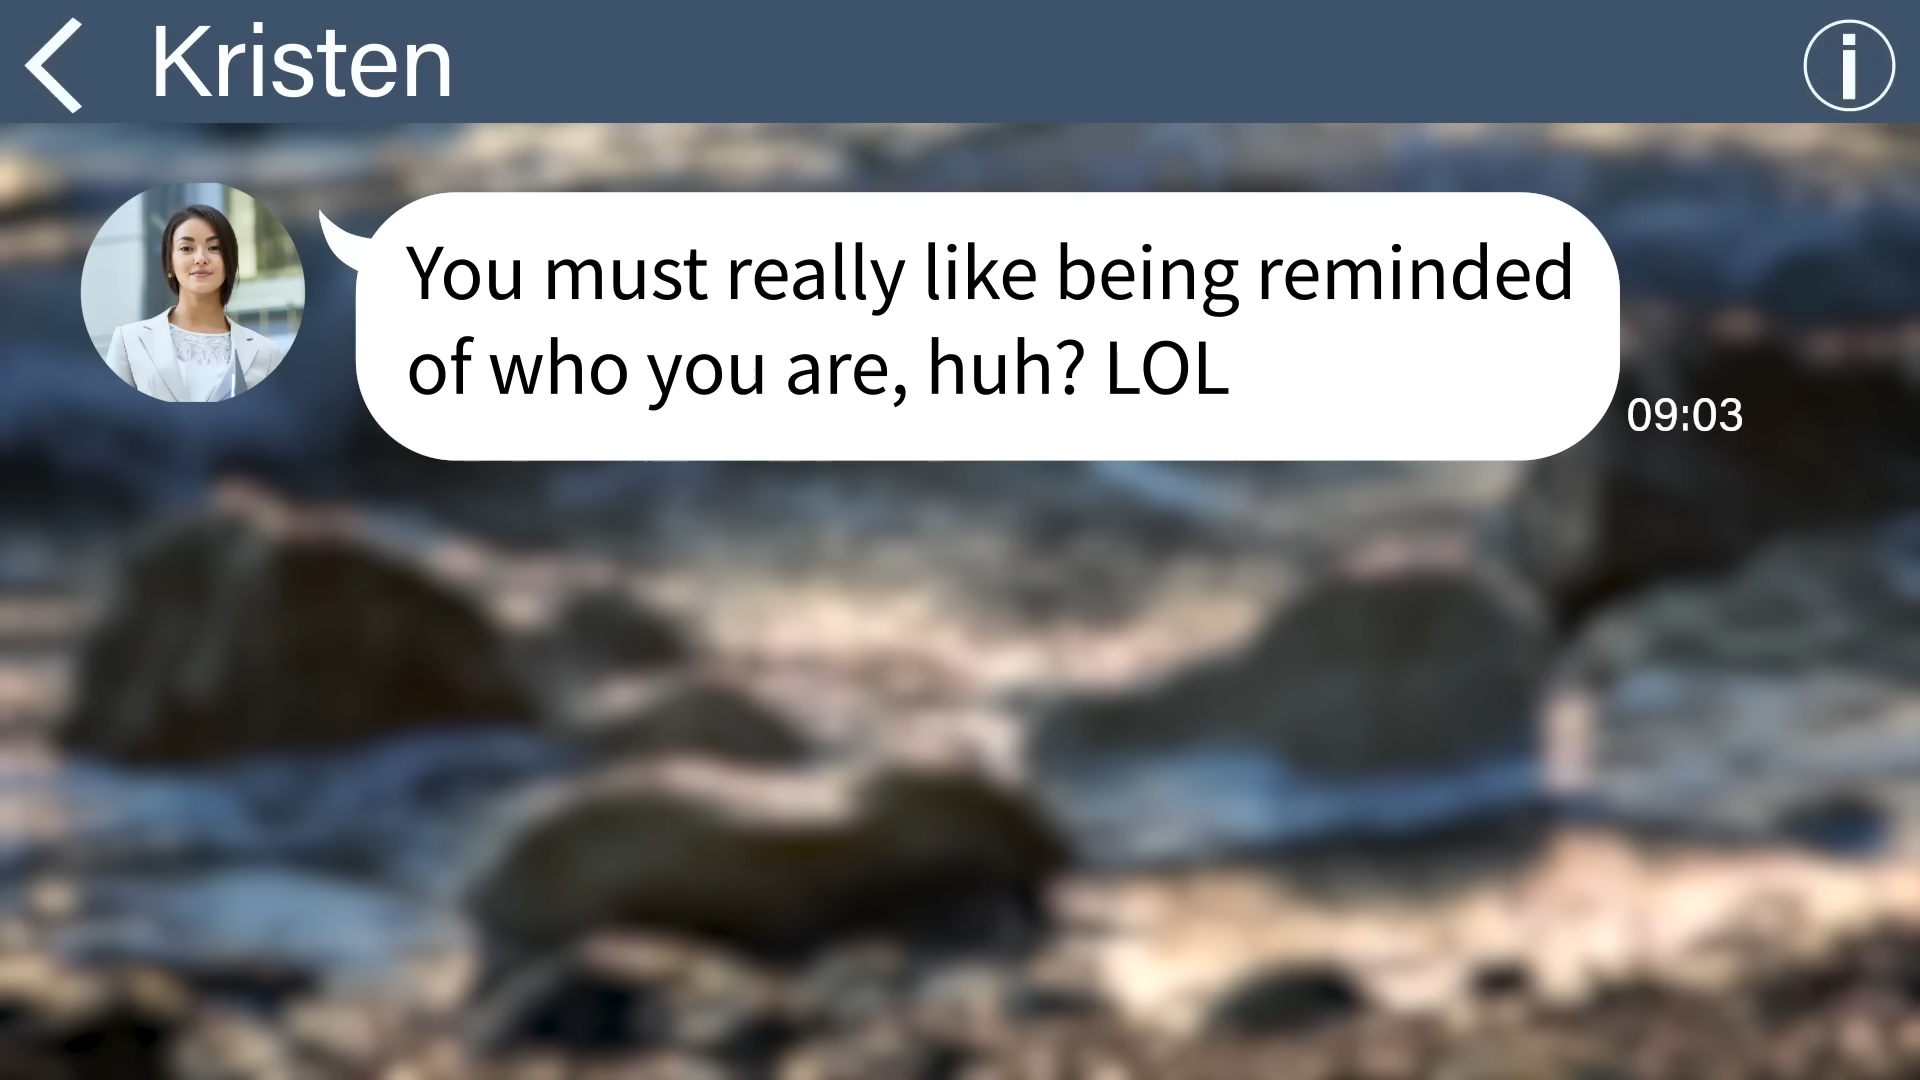 Kristen
You must really like being reminded
of who you are, huh? LOL
09:03